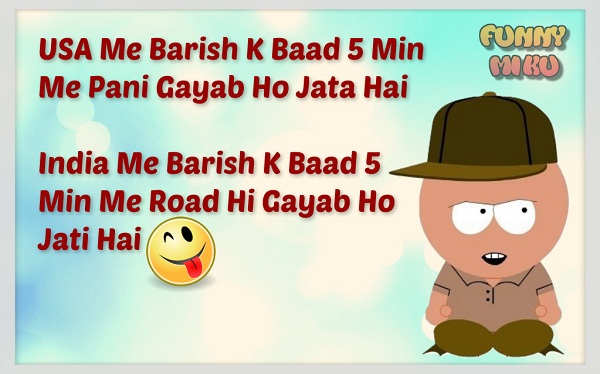 FUNNY
MIKU
USA Me Barish K Baad 5 Min
Me Pani Gayab Ho Jata Hai
India Me Barish K Baad 5
Min Me Road Hi Gayab Ho
Jati Hai